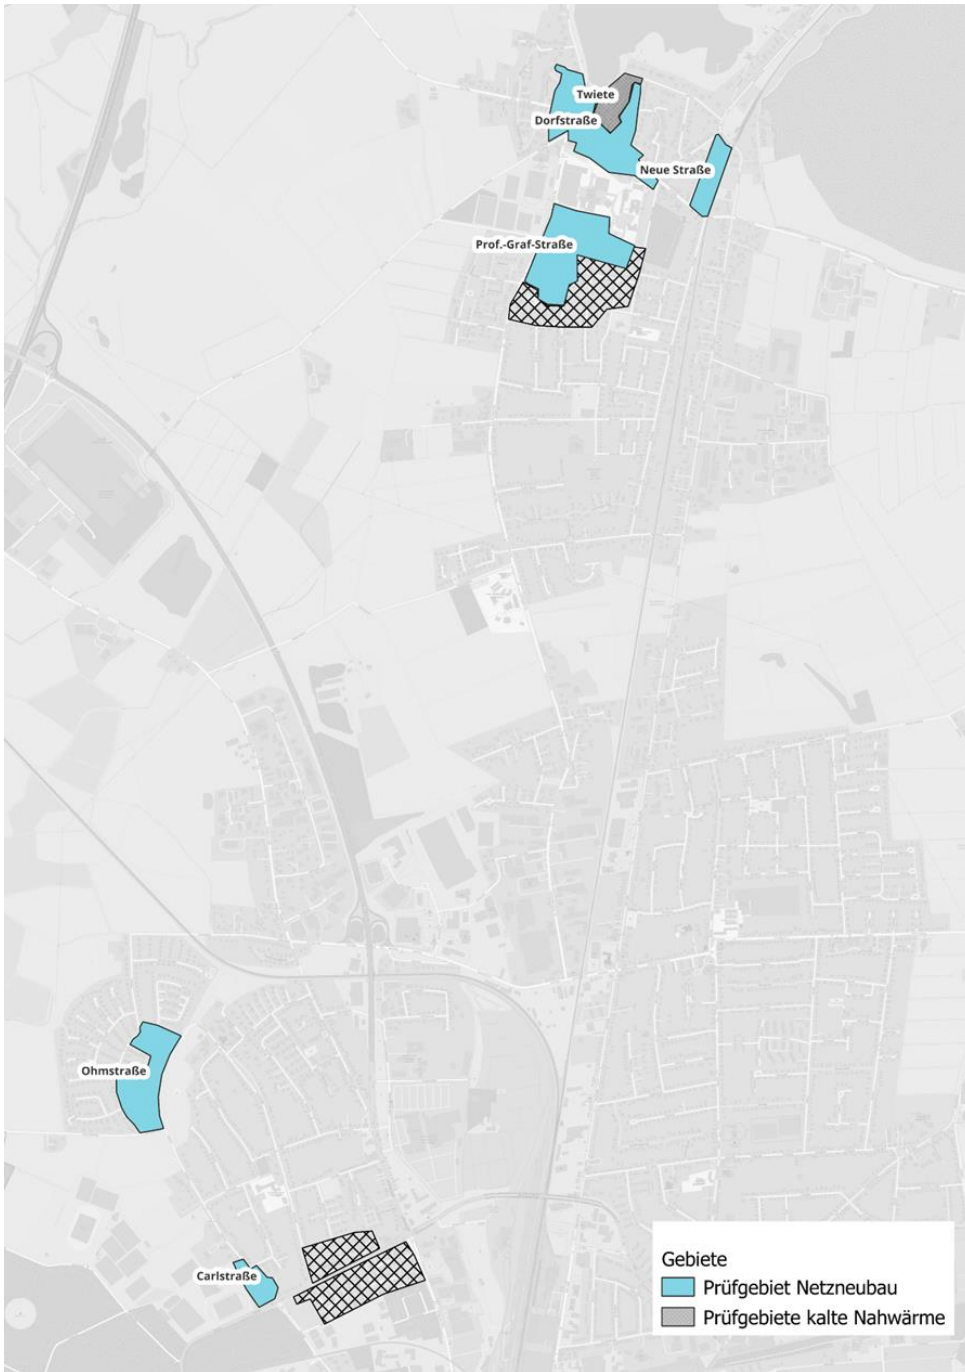 Twiete
Dorfstraße
Neue Straße
Prof.-Graf-Straße
Ohmstraße
Carlstraße
Gebiete
Prüfgebiet Netzneubau
Prüfgebiete kalte Nahwärme